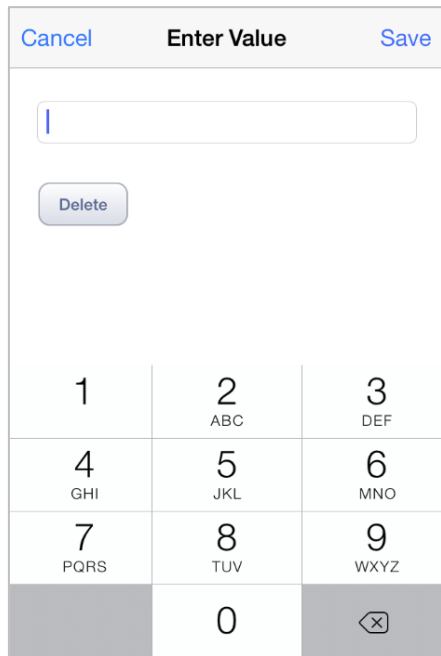 Cancel Enter Value Save
Delete
1 2 3
ABC DEF
4 5 6
GHI JKL MNO
7 8 9
PQRS TUV WXYZ
0